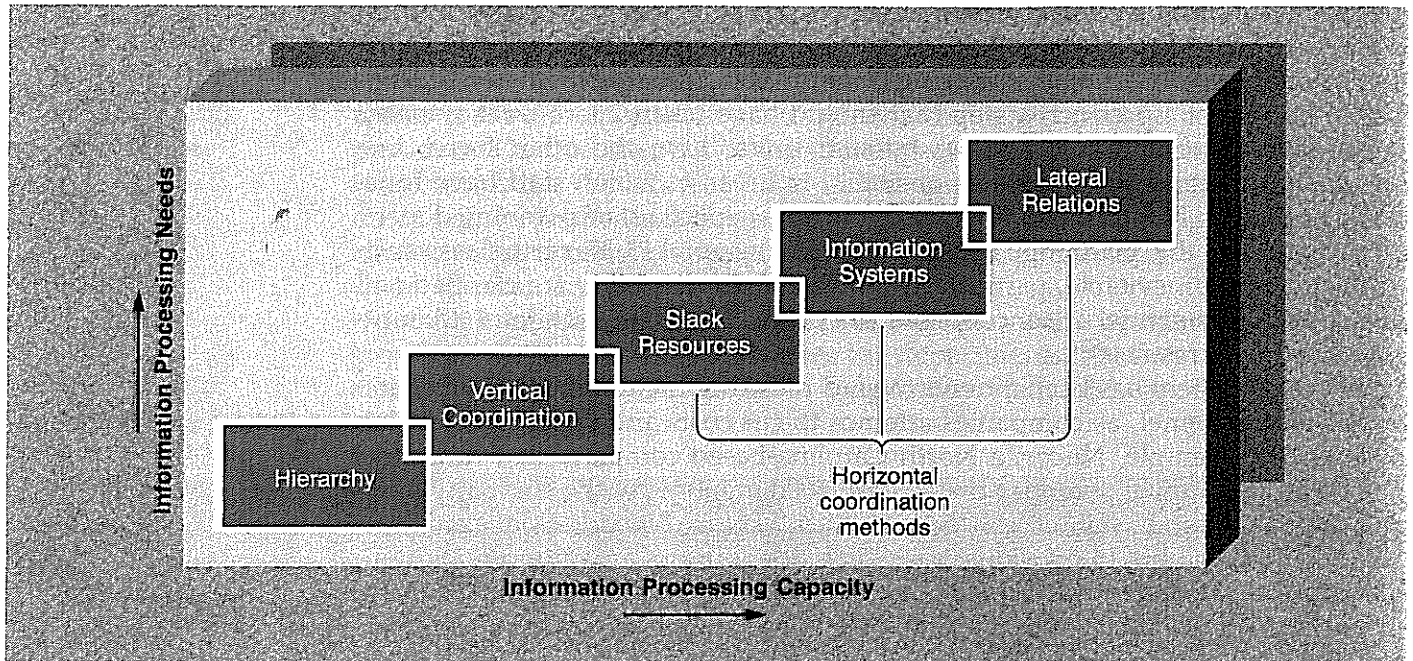 Information Processing Needs
Lateral
Relations
Information
Systems
Slack
Resources
Vertical
Coordination
Hierarchy
Horizontal
coordination
methods
Information Processing Capacity